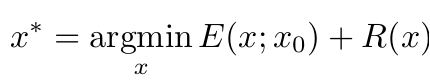 x* = argmin E(x; x₀) + R(x)
x